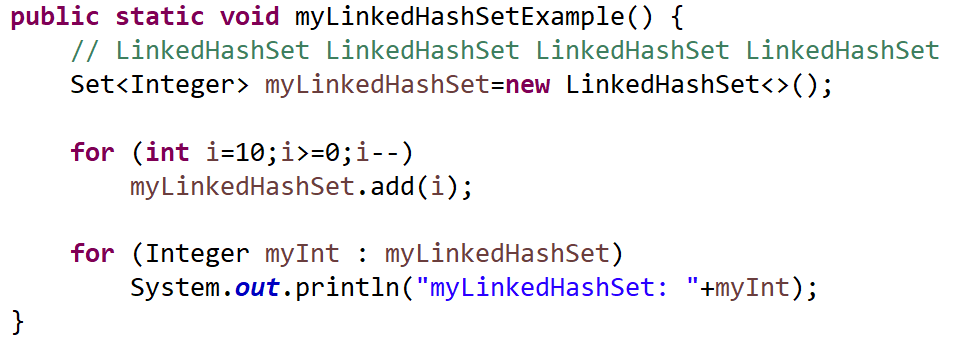 public static void myLinkedHashSetExample() {
// LinkedHashSet LinkedHashSet LinkedHashSet LinkedHashSet
Set<Integer> myLinkedHashSet=new LinkedHashSet<>();
for (int i=10;i>=0;i--)
myLinkedHashSet.add(i);
for (Integer myInt : myLinkedHashSet)
System.out.println("myLinkedHashSet: "+myInt);
}